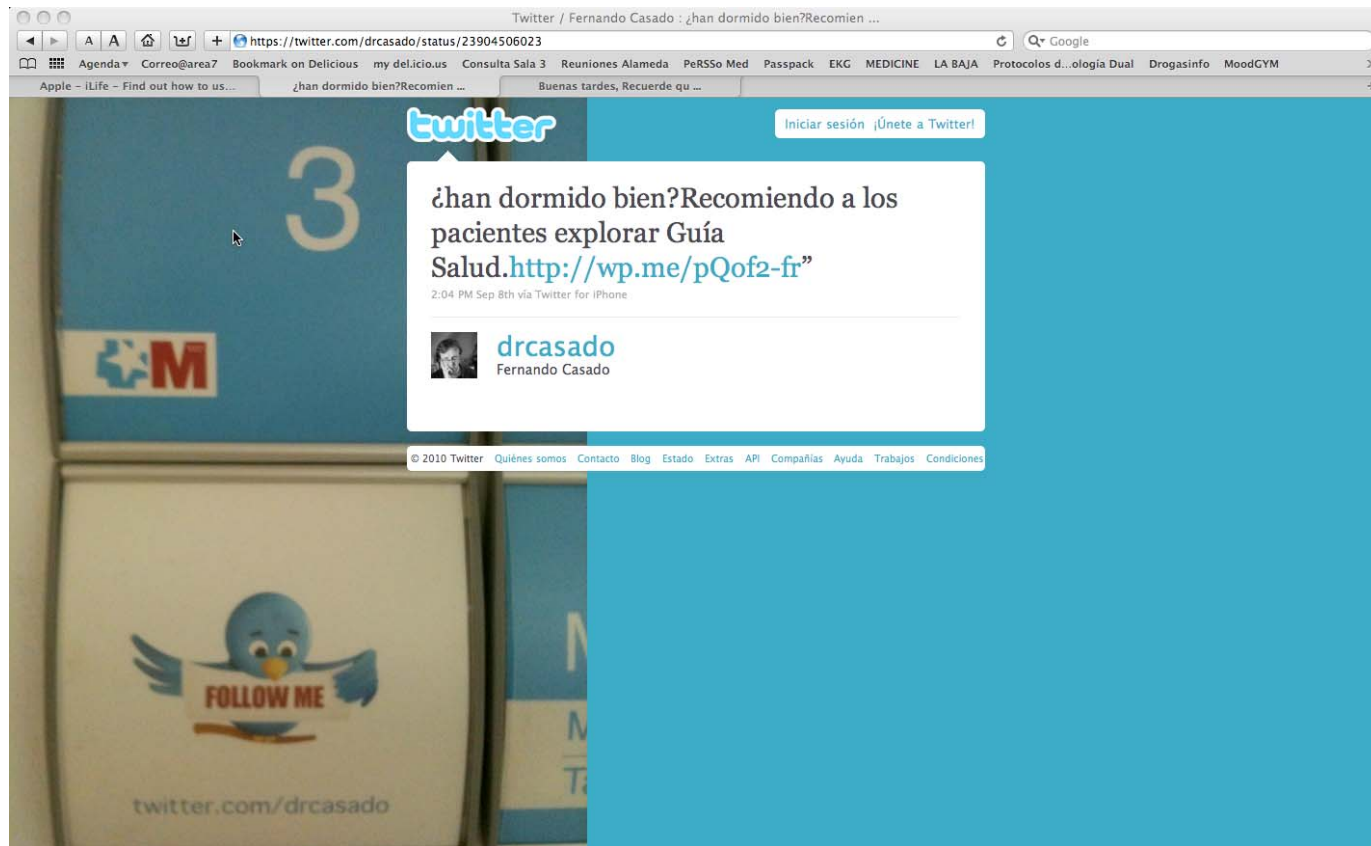 Twitter / Fernando Casado : ¿han dormido bien?Recomien ...
A A + https://twitter.com/drcasado/status/23904506023 Q Google
Agenda Correo@area7 Bookmark on Delicious my del.icio.us Consulta Sala 3 Reuniones Alameda PeRSSo Med Passpack EKG MEDICINE LA BAJA Protocolos d...ología Dual Drogasinfo MoodGYM
Apple – iLife – Find out how to us... ¿han dormido bien?Recomien ... Buenas tardes, Recuerde qu ...
twitter
Iniciar sesión ¡Únete a Twitter!
3
¿han dormido bien?Recomiendo a los
pacientes explorar Guía
Salud.http://wp.me/pQof2-fr”
2:04 PM Sep 8th vía Twitter for iPhone
M
drcasado
Fernando Casado
© 2010 Twitter Quiénes somos Contacto Blog Estado Extras API Compañías Ayuda Trabajos Condiciones
FOLLOW ME
twitter.com/drcasado